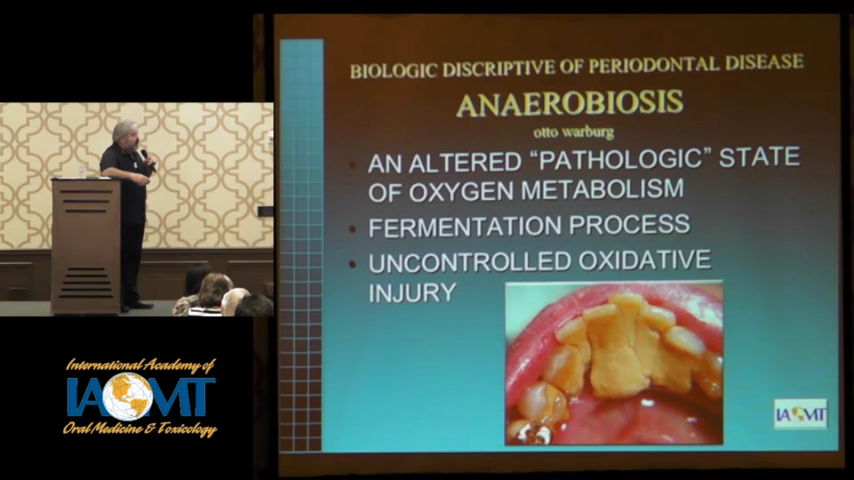 BIOLOGIC DISCRIPTIVE OF PERIODONTAL DISEASE
ANAEROBIOSIS
otto warburg
AN ALTERED “PATHOLOGIC” STATE
OF OXYGEN METABOLISM
FERMENTATION PROCESS
UNCONTROLLED OXIDATIVE
INJURY
IAOMT
International Academy of
IAOMT
Oral Medicine & Toxicology